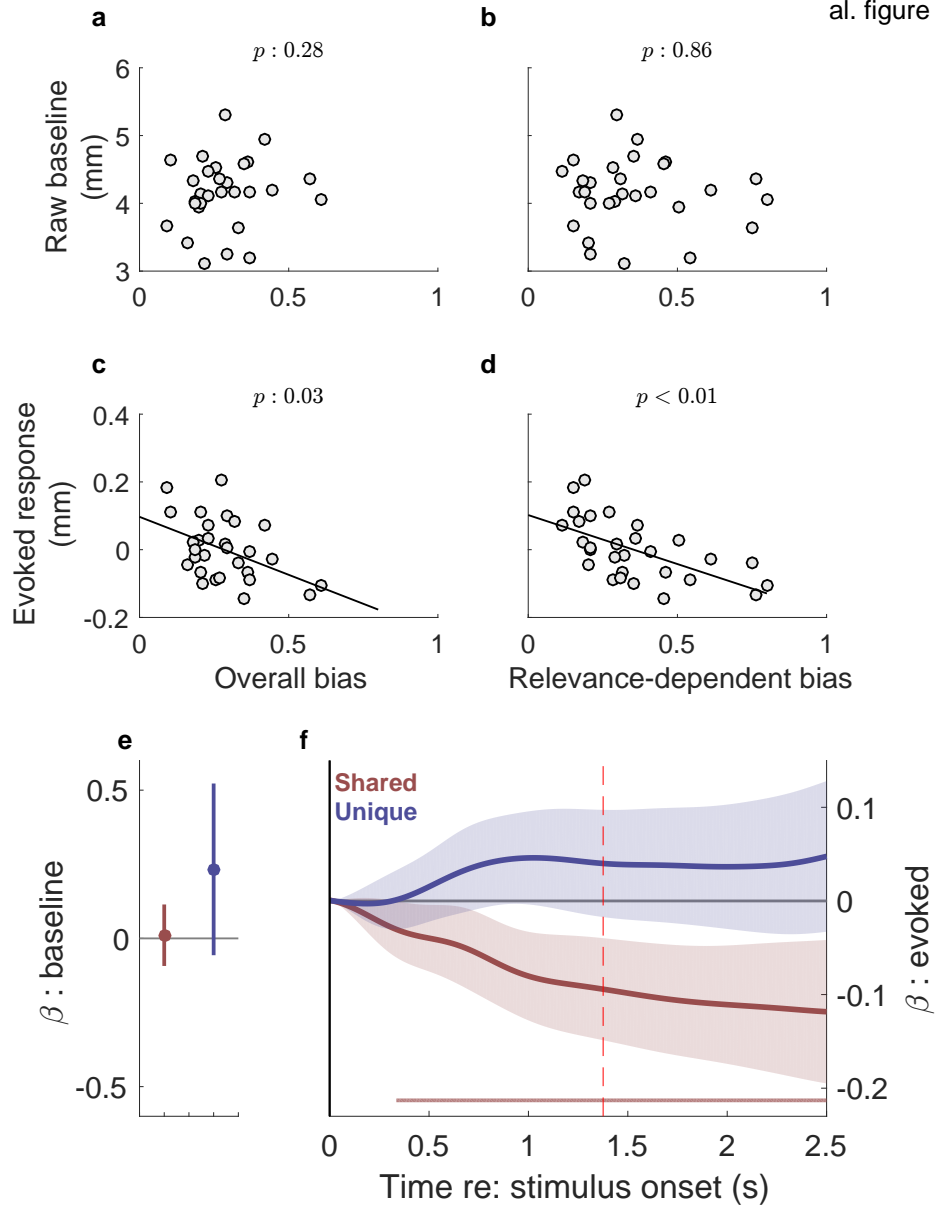 al. figure
a
b
p : 0.28
p : 0.86
Raw baseline
(mm)
6
5
4
3
0
0.5
1
0
0.5
1
c
d
p : 0.03
p < 0.01
Evoked response
(mm)
0.4
0.2
0
-0.2
0
0.5
1
0
0.5
1
Overall bias
Relevance-dependent bias
e
f
β : baseline
0.5
0
-0.5
Shared
Unique
0.1
0
-0.1
-0.2
β : evoked
0
0.5
1
1.5
2
2.5
Time re: stimulus onset (s)